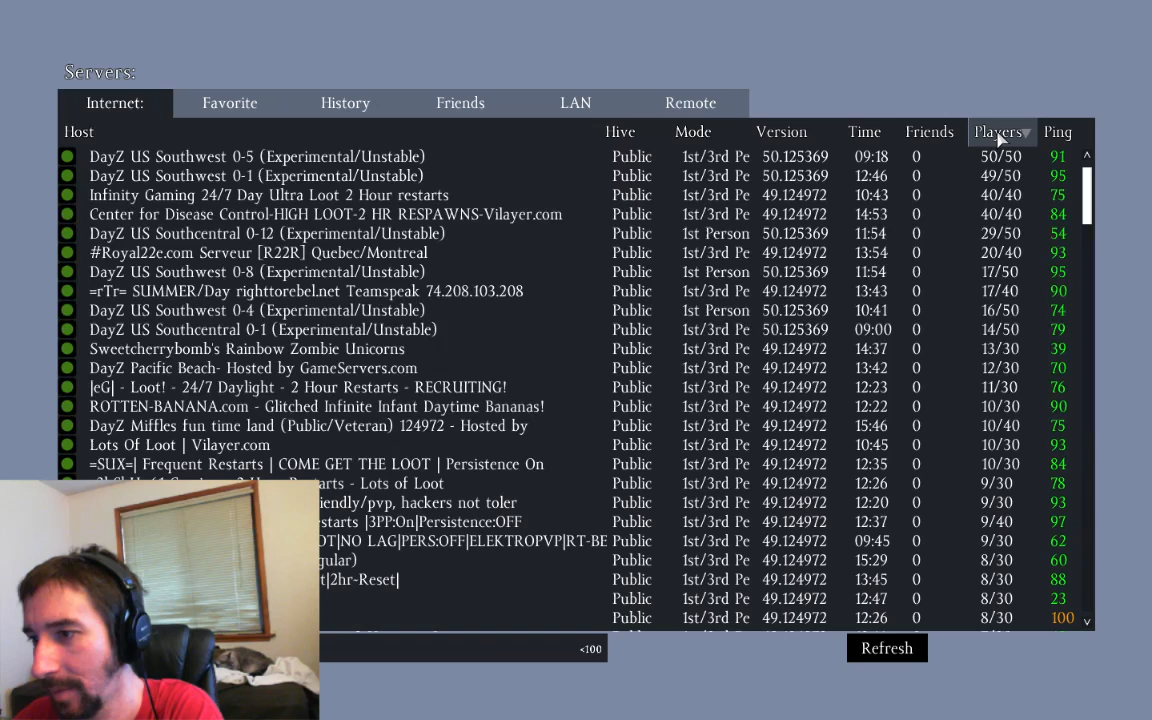 Servers:
Internet: Favorite History Friends LAN Remote
Host Hive Mode Version Time Friends Players Ping
DayZ US Southwest 0-5 (Experimental/Unstable) Public 1st/3rd Pe 50.125369 09:18 0 50/50 91
DayZ US Southwest 0-1 (Experimental/Unstable) Public 1st/3rd Pe 50.125369 12:46 0 49/50 95
Infinity Gaming 24/7 Day Ultra Loot 2 Hour restarts Public 1st/3rd Pe 49.124972 10:43 0 40/40 75
Center for Disease Control-HIGH LOOT-2 HR RESPAWNS-Vilayer.com Public 1st/3rd Pe 49.124972 14:53 0 40/40 84
DayZ US Southcentral 0-12 (Experimental/Unstable) Public 1st Person 50.125369 11:54 0 29/50 54
#Royal22e.com Serveur [R22R] Quebec/Montreal Public 1st/3rd Pe 49.124972 13:54 0 20/40 93
DayZ US Southwest 0-8 (Experimental/Unstable) Public 1st Person 50.125369 11:54 0 17/50 95
=rTr= SUMMER/Day righttorebel.net Teamspeak 74.208.103.208 Public 1st/3rd Pe 49.124972 13:43 0 17/40 90
DayZ US Southwest 0-4 (Experimental/Unstable) Public 1st Person 50.125369 10:41 0 16/50 74
DayZ US Southcentral 0-1 (Experimental/Unstable) Public 1st/3rd Pe 50.125369 09:00 0 14/50 79
Sweetcherrybomb's Rainbow Zombie Unicorns Public 1st/3rd Pe 49.124972 14:37 0 13/30 39
DayZ Pacific Beach- Hosted by GameServers.com Public 1st/3rd Pe 49.124972 13:42 0 12/30 70
|eG| - Loot! - 24/7 Daylight - 2 Hour Restarts - RECRUITING! Public 1st/3rd Pe 49.124972 12:23 0 11/30 76
ROTTEN-BANANA.com - Glitched Infinite Infant Daytime Bananas! Public 1st/3rd Pe 49.124972 12:22 0 10/30 90
DayZ Miffles fun time land (Public/Veteran) 124972 - Hosted by Public 1st/3rd Pe 49.124972 15:46 0 10/40 75
Lots Of Loot | Vilayer.com Public 1st/3rd Pe 49.124972 10:45 0 10/30 93
=SUX=| Frequent Restarts | COME GET THE LOOT | Persistence On Public 1st/3rd Pe 49.124972 12:35 0 10/30 84
arts - Lots of Loot Public 1st/3rd Pe 49.124972 12:26 0 9/30 78
iendly/pvp, hackers not toler Public 1st/3rd Pe 49.124972 12:20 0 9/30 93
estarts |3PP:On|Persistence:OFF Public 1st/3rd Pe 49.124972 12:37 0 9/40 97
OT|NO LAG|PERS:OFF|ELEKTROPVP|RT-BE Public 1st/3rd Pe 49.124972 09:45 0 9/30 62
gular) Public 1st/3rd Pe 49.124972 15:29 0 8/30 60
t|2hr-Reset| Public 1st/3rd Pe 49.124972 13:45 0 8/30 88
Public 1st/3rd Pe 49.124972 12:47 0 8/30 23
Public 1st/3rd Pe 49.124972 12:26 0 8/30 100
<100 Refresh